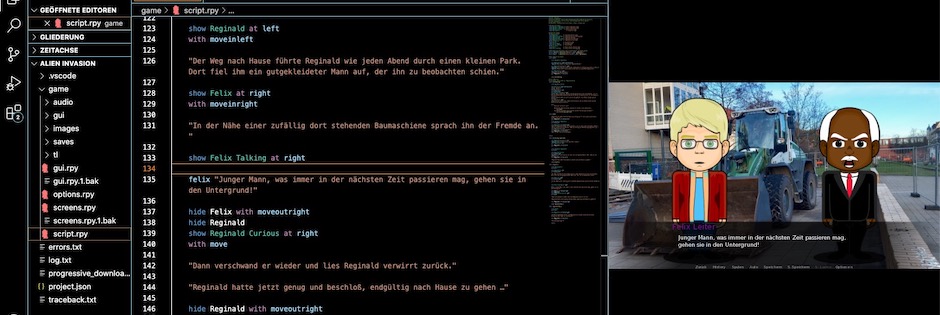 GEÖFFNETE EDITOREN
script.rpy game
GLIEDERUNG
ZEITACHSE
ALIEN INVASION
.vscode
game
audio
gui
images
saves
tl
gui.rpy
gui.rpy.1.bak
options.rpy
screens.rpy
screens.rpy.1.bak
script.rpy
errors.txt
log.txt
progressive_downloa...
project.json
traceback.txt
2
game > script.rpy > ...
122
123 show Reginald at left
124 with moveinleft
125
126 "Der Weg nach Hause führte Reginald wie jeden Abend durch einen kleinen Park.
Dort fiel ihm ein gutgekleideter Mann auf, der ihn zu beobachten schien."
127
128 show Felix at right
129 with moveinright
130
131 "In der Nähe einer zufällig dort stehenden Baumaschiene sprach ihn der Fremde an.
"
132
133 show Felix Talking at right
134
135 felix "Junger Mann, was immer in der nächsten Zeit passieren mag, gehen sie in
den Untergrund!"
136
137 hide Felix with moveoutright
138 hide Reginald
139 show Reginald Curious at right
140 with move
141
142 "Dann verschwand er wieder und lies Reginald verwirrt zurück."
143
144 "Reginald hatte jetzt genug und beschloß, endgültig nach Hause zu gehen …"
145
146 hide Reginald with moveoutright
Felix Leiter
Junger Mann, was immer in der nächsten Zeit passieren mag,
gehen sie in den Untergrund!